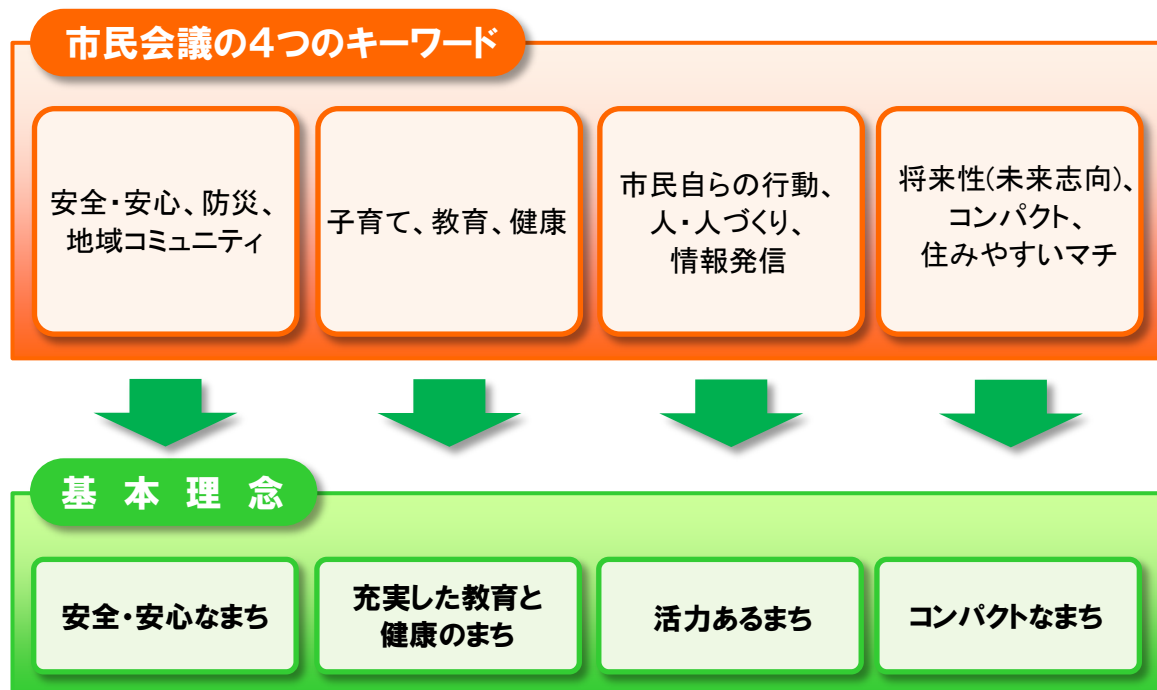 市民会議の4つのキーワード
安全・安心、防災、
地域コミュニティ
子育て、教育、健康
市民自らの行動、
人・人づくり、
情報発信
将来性(未来志向)、
コンパクト、
住みやすいマチ
基本理念
安全・安心なまち
充実した教育と
健康のまち
活力あるまち
コンパクトなまち